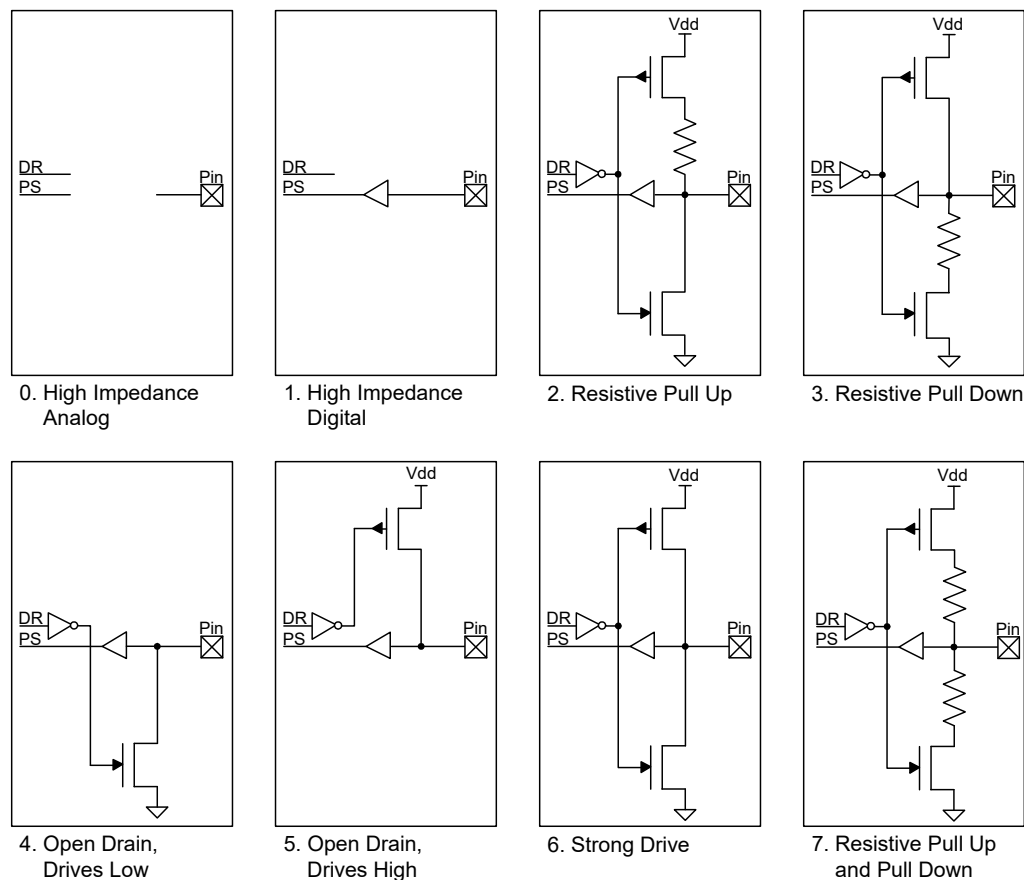 Vdd
Vdd
DR
PS
Pin
DR
PS
Pin
DR
PS
Pin
DR
PS
Pin
0. High Impedance
Analog
1. High Impedance
Digital
2. Resistive Pull Up
3. Resistive Pull Down
Vdd
Vdd
Vdd
DR
PS
Pin
DR
PS
Pin
DR
PS
Pin
DR
PS
Pin
4. Open Drain,
Drives Low
5. Open Drain,
Drives High
6. Strong Drive
7. Resistive Pull Up
and Pull Down